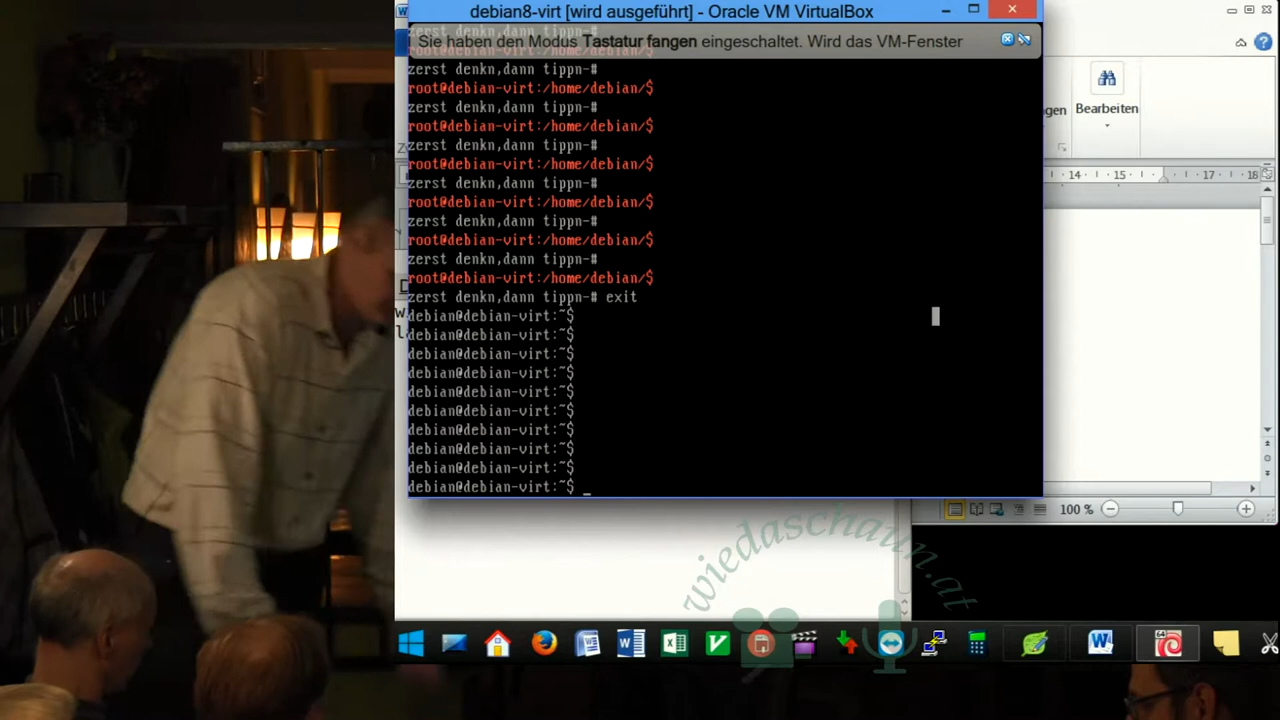 debian8-virt [wird ausgeführt] - Oracle VM VirtualBox
Sie haben den Modus Tastatur fangen eingeschaltet. Wird das VM-Fenster
zerst denkn,dann tippn-#
root@debian-virt:/home/debian/$
zerst denkn,dann tippn-#
root@debian-virt:/home/debian/$
zerst denkn,dann tippn-#
root@debian-virt:/home/debian/$
zerst denkn,dann tippn-#
root@debian-virt:/home/debian/$
zerst denkn,dann tippn-#
root@debian-virt:/home/debian/$
zerst denkn,dann tippn-#
root@debian-virt:/home/debian/$
zerst denkn,dann tippn-# exit
debian@debian-virt:~$
debian@debian-virt:~$
debian@debian-virt:~$
debian@debian-virt:~$
debian@debian-virt:~$
debian@debian-virt:~$
debian@debian-virt:~$
debian@debian-virt:~$
debian@debian-virt:~$
debian@debian-virt:~$
gen
Bearbeiten
14 15 17 18
100 %
wiedaschaun.at
64